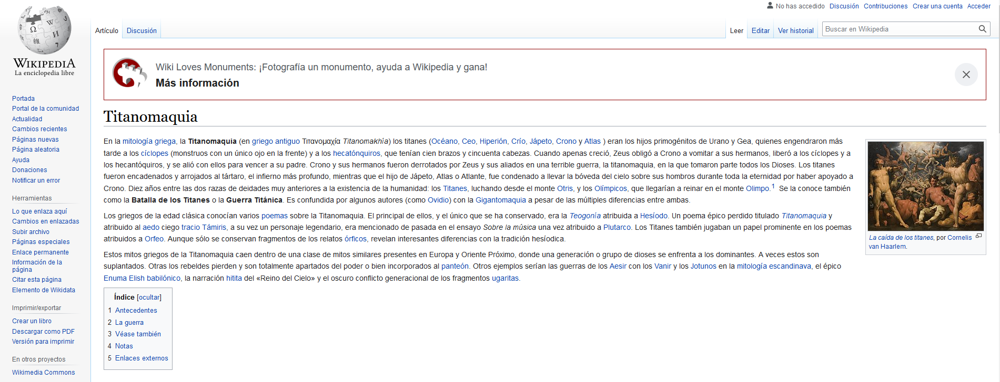 No has accedido Discusión Contribuciones Crear una cuenta Acceder
WIKIPEDIA
La enciclopedia libre
Artículo Discusión
Leer Editar Ver historial Buscar en Wikipedia
Wiki Loves Monuments: ¡Fotografía un monumento, ayuda a Wikipedia y gana!
Más información
Portada
Portal de la comunidad
Actualidad
Cambios recientes
Páginas nuevas
Página aleatoria
Ayuda
Donaciones
Notificar un error
Herramientas
Lo que enlaza aquí
Cambios en enlazadas
Subir archivo
Páginas especiales
Enlace permanente
Información de la
página
Citar esta página
Elemento de Wikidata
Imprimir/exportar
Crear un libro
Descargar como PDF
Versión para imprimir
En otros proyectos
Wikimedia Commons
Titanomaquia
En la mitología griega, la Titanomaquia (en griego antiguo Τιτανομαχία Titanomakhía) los titanes (Océano, Ceo, Hiperión, Crío, Jápeto, Crono y Atlas ) eran los hijos primogénitos de Urano y Gea, quienes engendraron más
tarde a los cíclopes (monstruos con un único ojo en la frente) y a los hecatónquiros, que tenían cien brazos y cincuenta cabezas. Cuando apenas creció, Zeus obligó a Crono a vomitar a sus hermanos, liberó a los cíclopes y a
los hecantóquiros, y se alió con ellos para vencer a su padre. Crono y sus hermanos fueron derrotados por Zeus y sus aliados en una terrible guerra, la titanomaquia, en la que tomaron parte todos los Dioses. Los titanes
fueron encadenados y arrojados al tártaro, el infierno más profundo, mientras que el hijo de Jápeto, Atlas o Atlante, fue condenado a llevar la bóveda del cielo sobre sus hombros durante toda la eternidad por haber apoyado a
Crono. Diez años entre las dos razas de deidades muy anteriores a la existencia de la humanidad: los Titanes, luchando desde el monte Otris, y los Olímpicos, que llegarían a reinar en el monte Olimpo.1 Se la conoce también
como la Batalla de los Titanes o la Guerra Titánica. Es confundida por algunos autores (como Ovidio) con la Gigantomaquia a pesar de las múltiples diferencias entre ambas.
Los griegos de la edad clásica conocían varios poemas sobre la Titanomaquia. El principal de ellos, y el único que se ha conservado, era la Teogonía atribuida a Hesíodo. Un poema épico perdido titulado Titanomaquia y
atribuido al aedo ciego tracio Támiris, a su vez un personaje legendario, era mencionado de pasada en el ensayo Sobre la música una vez atribuido a Plutarco. Los Titanes también jugaban un papel prominente en los poemas
atribuidos a Orfeo. Aunque sólo se conservan fragmentos de los relatos órficos, revelan interesantes diferencias con la tradición hesíodica.
Estos mitos griegos de la Titanomaquia caen dentro de una clase de mitos similares presentes en Europa y Oriente Próximo, donde una generación o grupo de dioses se enfrenta a los dominantes. A veces estos son
suplantados. Otras los rebeldes pierden y son totalmente apartados del poder o bien incorporados al panteón. Otros ejemplos serían las guerras de los Aesir con los Vanir y los Jotunos en la mitología escandinava, el épico
Enuma Elish babilónico, la narración hitita del «Reino del Cielo» y el oscuro conflicto generacional de los fragmentos ugaritas.
La caída de los titanes, por Cornelis
van Haarlem.
Índice [ocultar]
1 Antecedentes
2 La guerra
3 Véase también
4 Notas
5 Enlaces externos